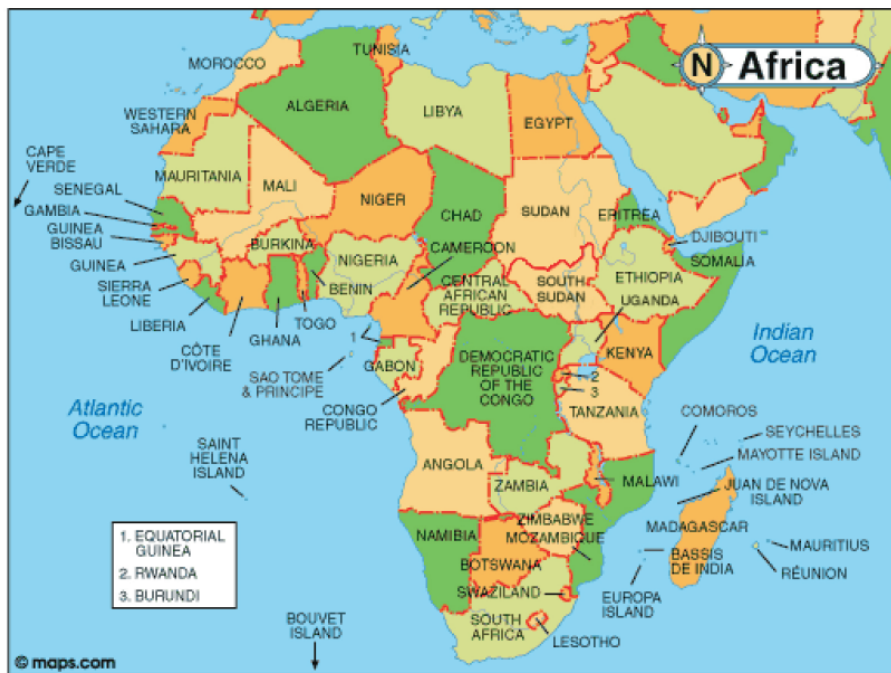 N Africa
TUNISIA
MOROCCO
ALGERIA
LIBYA
EGYPT
WESTERN
SAHARA
CAPE
VERDE
MAURITANIA
MALI
NIGER
CHAD
SUDAN
ERITREA
SENEGAL
GAMBIA
GUINEA
BISSAU
GUINEA
SIERRA
LEONE
LIBERIA
CÔTE
D'IVOIRE
BURKINA
GHANA
TOGO
BENIN
NIGERIA
CAMEROON
CENTRAL
AFRICAN
REPUBLIC
SOUTH
SUDAN
DJIBOUTI
SOMALIA
ETHIOPIA
UGANDA
KENYA
Indian
Ocean
1
GABON
SAO TOME
& PRINCIPE
CONGO
REPUBLIC
DEMOCRATIC
REPUBLIC
OF THE
CONGO
2
3
TANZANIA
Atlantic
Ocean
SAINT
HELENA
ISLAND
ANGOLA
ZAMBIA
MALAWI
COMOROS
SEYCHELLES
MAYOTTE ISLAND
JUAN DE NOVA
ISLAND
MADAGASCAR
MAURITIUS
RÉUNION
BASSIS
DE INDIA
EUROPA
ISLAND
NAMIBIA
ZIMBABWE
MOZAMBIQUE
BOTSWANA
SWAZILAND
SOUTH
AFRICA
LESOTHO
1. EQUATORIAL
GUINEA
2. RWANDA
3. BURUNDI
BOUVET
ISLAND
© maps.com